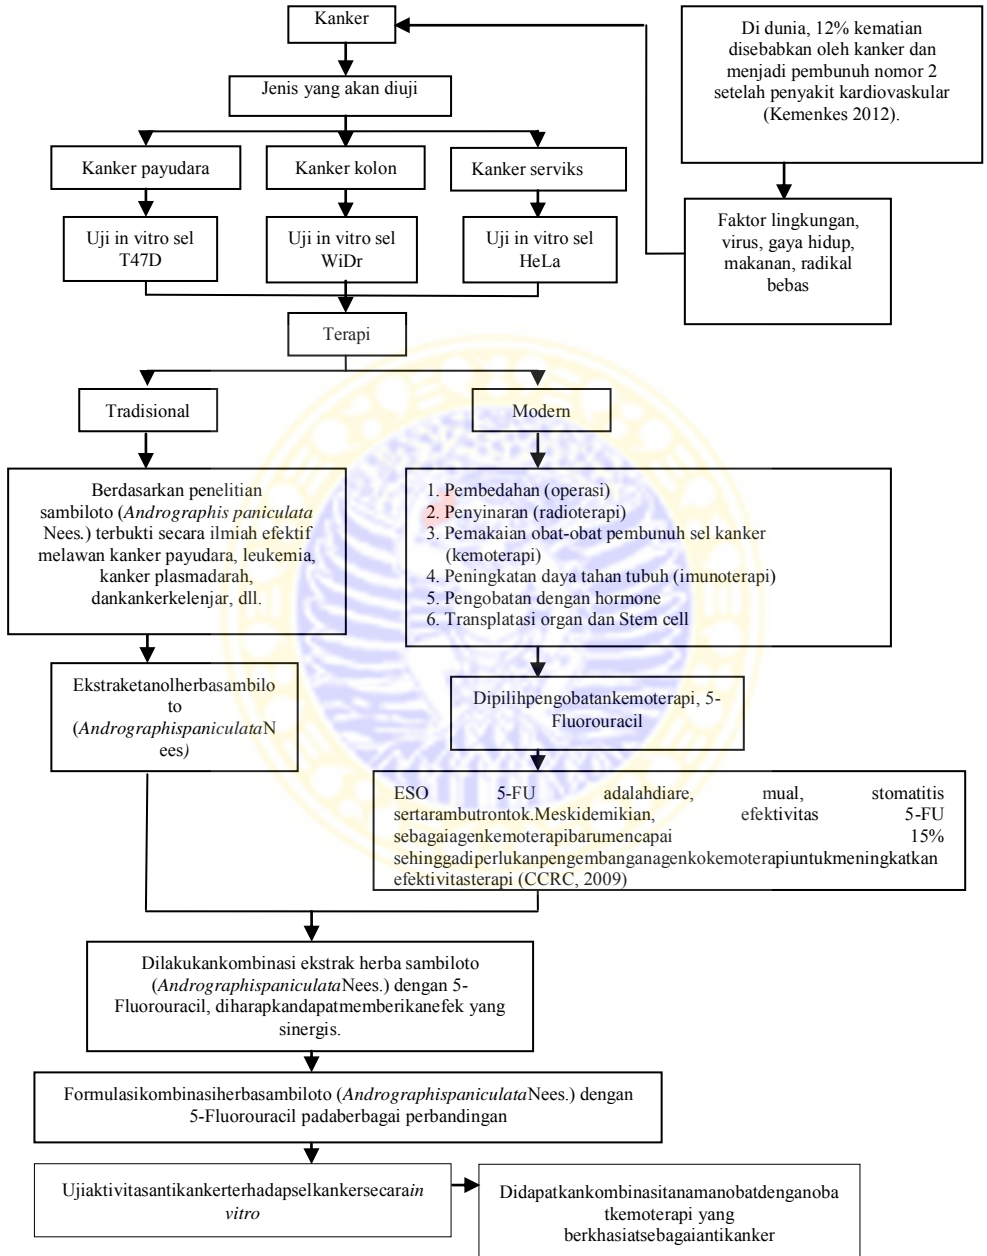 Kanker
Di dunia, 12% kematian
disebabkan oleh kanker dan
menjadi pembunuh nomor 2
setelah penyakit kardiovaskular
(Kemenkes 2012).
Jenis yang akan diuji
Kanker payudara
Kanker kolon
Kanker serviks
Faktor lingkungan,
virus, gaya hidup,
makanan, radikal
bebas
Uji in vitro sel
T47D
Uji in vitro sel
WiDr
Uji in vitro sel
HeLa
Terapi
Tradisional
Modern
Berdasarkan penelitian
sambiloto (Andrographis paniculata
Nees.) terbukti secara ilmiah efektif
melawan kanker payudara, leukemia,
kanker plasmadarah,
dankankerkelenjar, dll.
1. Pembedahan (operasi)
2. Penyinaran (radioterapi)
3. Pemakaian obat-obat pembunuh sel kanker
(kemoterapi)
4. Peningkatan daya tahan tubuh (imunoterapi)
5. Pengobatan dengan hormone
6. Transplatasi organ dan Stem cell
Ekstraketanolherbasambilo
to
(AndrographispaniculataN
ees)
Dipilihpengobatankemoterapi, 5-
Fluorouracil
ESO 5-FU adalahdiare, mual, stomatitis
sertarambutrontok.Meskidemikian, efektivitas 5-FU
sebagaiagenkemoterapibarumencapai 15%
sehinggadiperlukanpengembanganagenkokemoterapiuntukmeningkatkan
efektivitasterapi (CCRC, 2009)
Dilakukankombinasi ekstrak herba sambiloto
(AndrographispaniculataNees.) dengan 5-
Fluorouracil, diharapkandapatmemberikanefek yang
sinergis.
Formulasikombinasiherbasambiloto (AndrographispaniculataNees.) dengan
5-Fluorouracil padaberbagai perbandingan
Ujiaktivitasantikankerterhadapselkankersecarain
vitro
Didapatkankombinasitanamanobatdenganoba
tkemoterapi yang
berkhasiatsebagaiantikanker